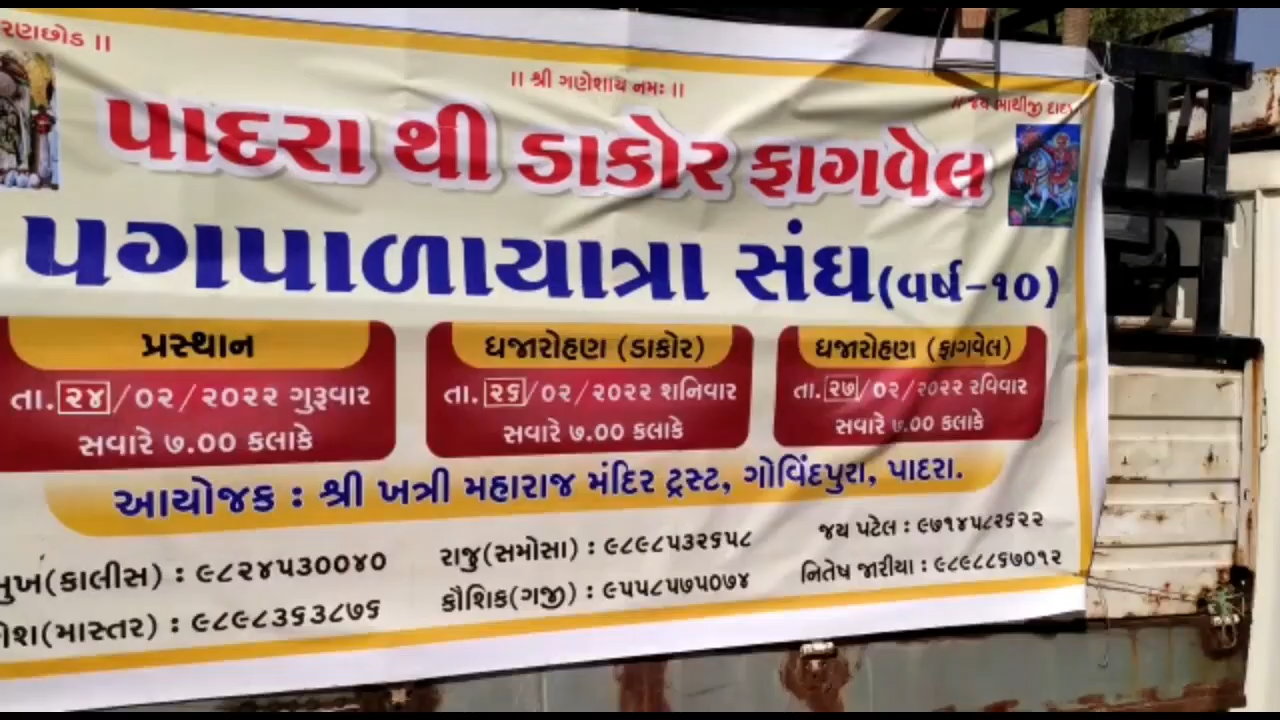 રણછોડ ||
|| શ્રી ગણેશાય નમઃ ||
|| જય ભાથીજી દાદા
પાદરા થી ડાકોર ફાગવેલ
પગપાળાયાત્રા સંઘ (વર્ષ-૧૦)
પ્રસ્થાન
તા. ૨૪/૦૨/૨૦૨૨ ગુરૂવાર
સવારે ૭.૦૦ કલાકે
ધજારોહણ (ડાકોર)
તા. ૨૬/૦૨/૨૦૨૨ શનિવાર
સવારે ૭.૦૦ કલાકે
ધજારોહણ (ફાગવેલ)
તા. ૨૭/૦૨/૨૦૨૨ રવિવાર
સવારે ૭.૦૦ કલાકે
આયોજક : શ્રી ખત્રી મહારાજ મંદિર ટ્રસ્ટ, ગોવિંદપુરા, પાદરા.
(કાલીસ) : ૯૮૨૪૫૩૦૦૪૦
(માસ્તર) : ૯૮૯૮૩૬૩૮૭૬
રાજુ(સમોસા) : ૯૮૯૮૫૩૨૬૫૮
કૌશિક(ગજી) : ૯૫૫૮૫૭૫૦૭૪
જય પટેલ : ૯૭૧૪૫૮૨૬૨૨
નિતેષ જારીયા : ૯૮૯૮૮૬૭૦૧૨